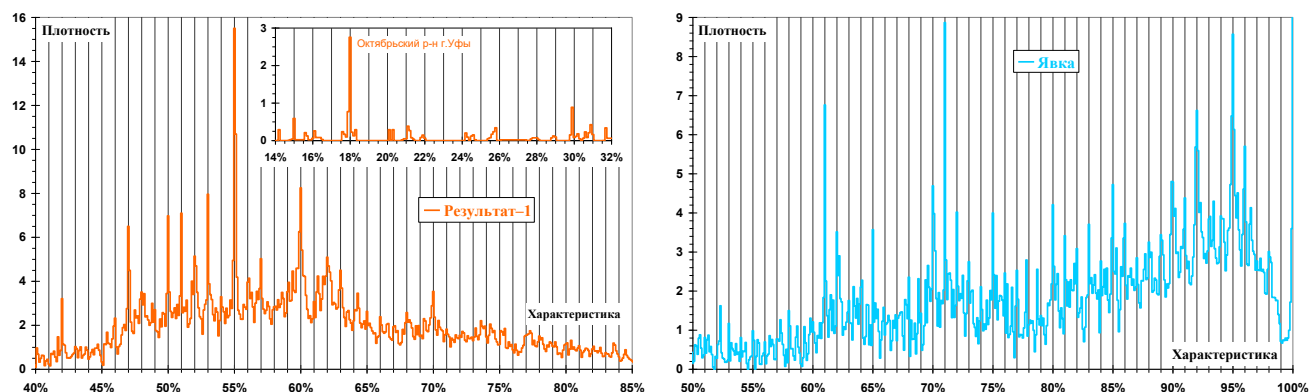 Плотность
16
14
12
10
8
6
4
2
0
Октябрьский р-н г.Уфы
3
2
1
0
14% 16% 18% 20% 22% 24% 26% 28% 30% 32%
Результат–1
Характеристика
40% 45% 50% 55% 60% 65% 70% 75% 80% 85%
Плотность
9
8
7
6
5
4
3
2
1
0
Явка
Характеристика
50% 55% 60% 65% 70% 75% 80% 85% 90% 95% 100%